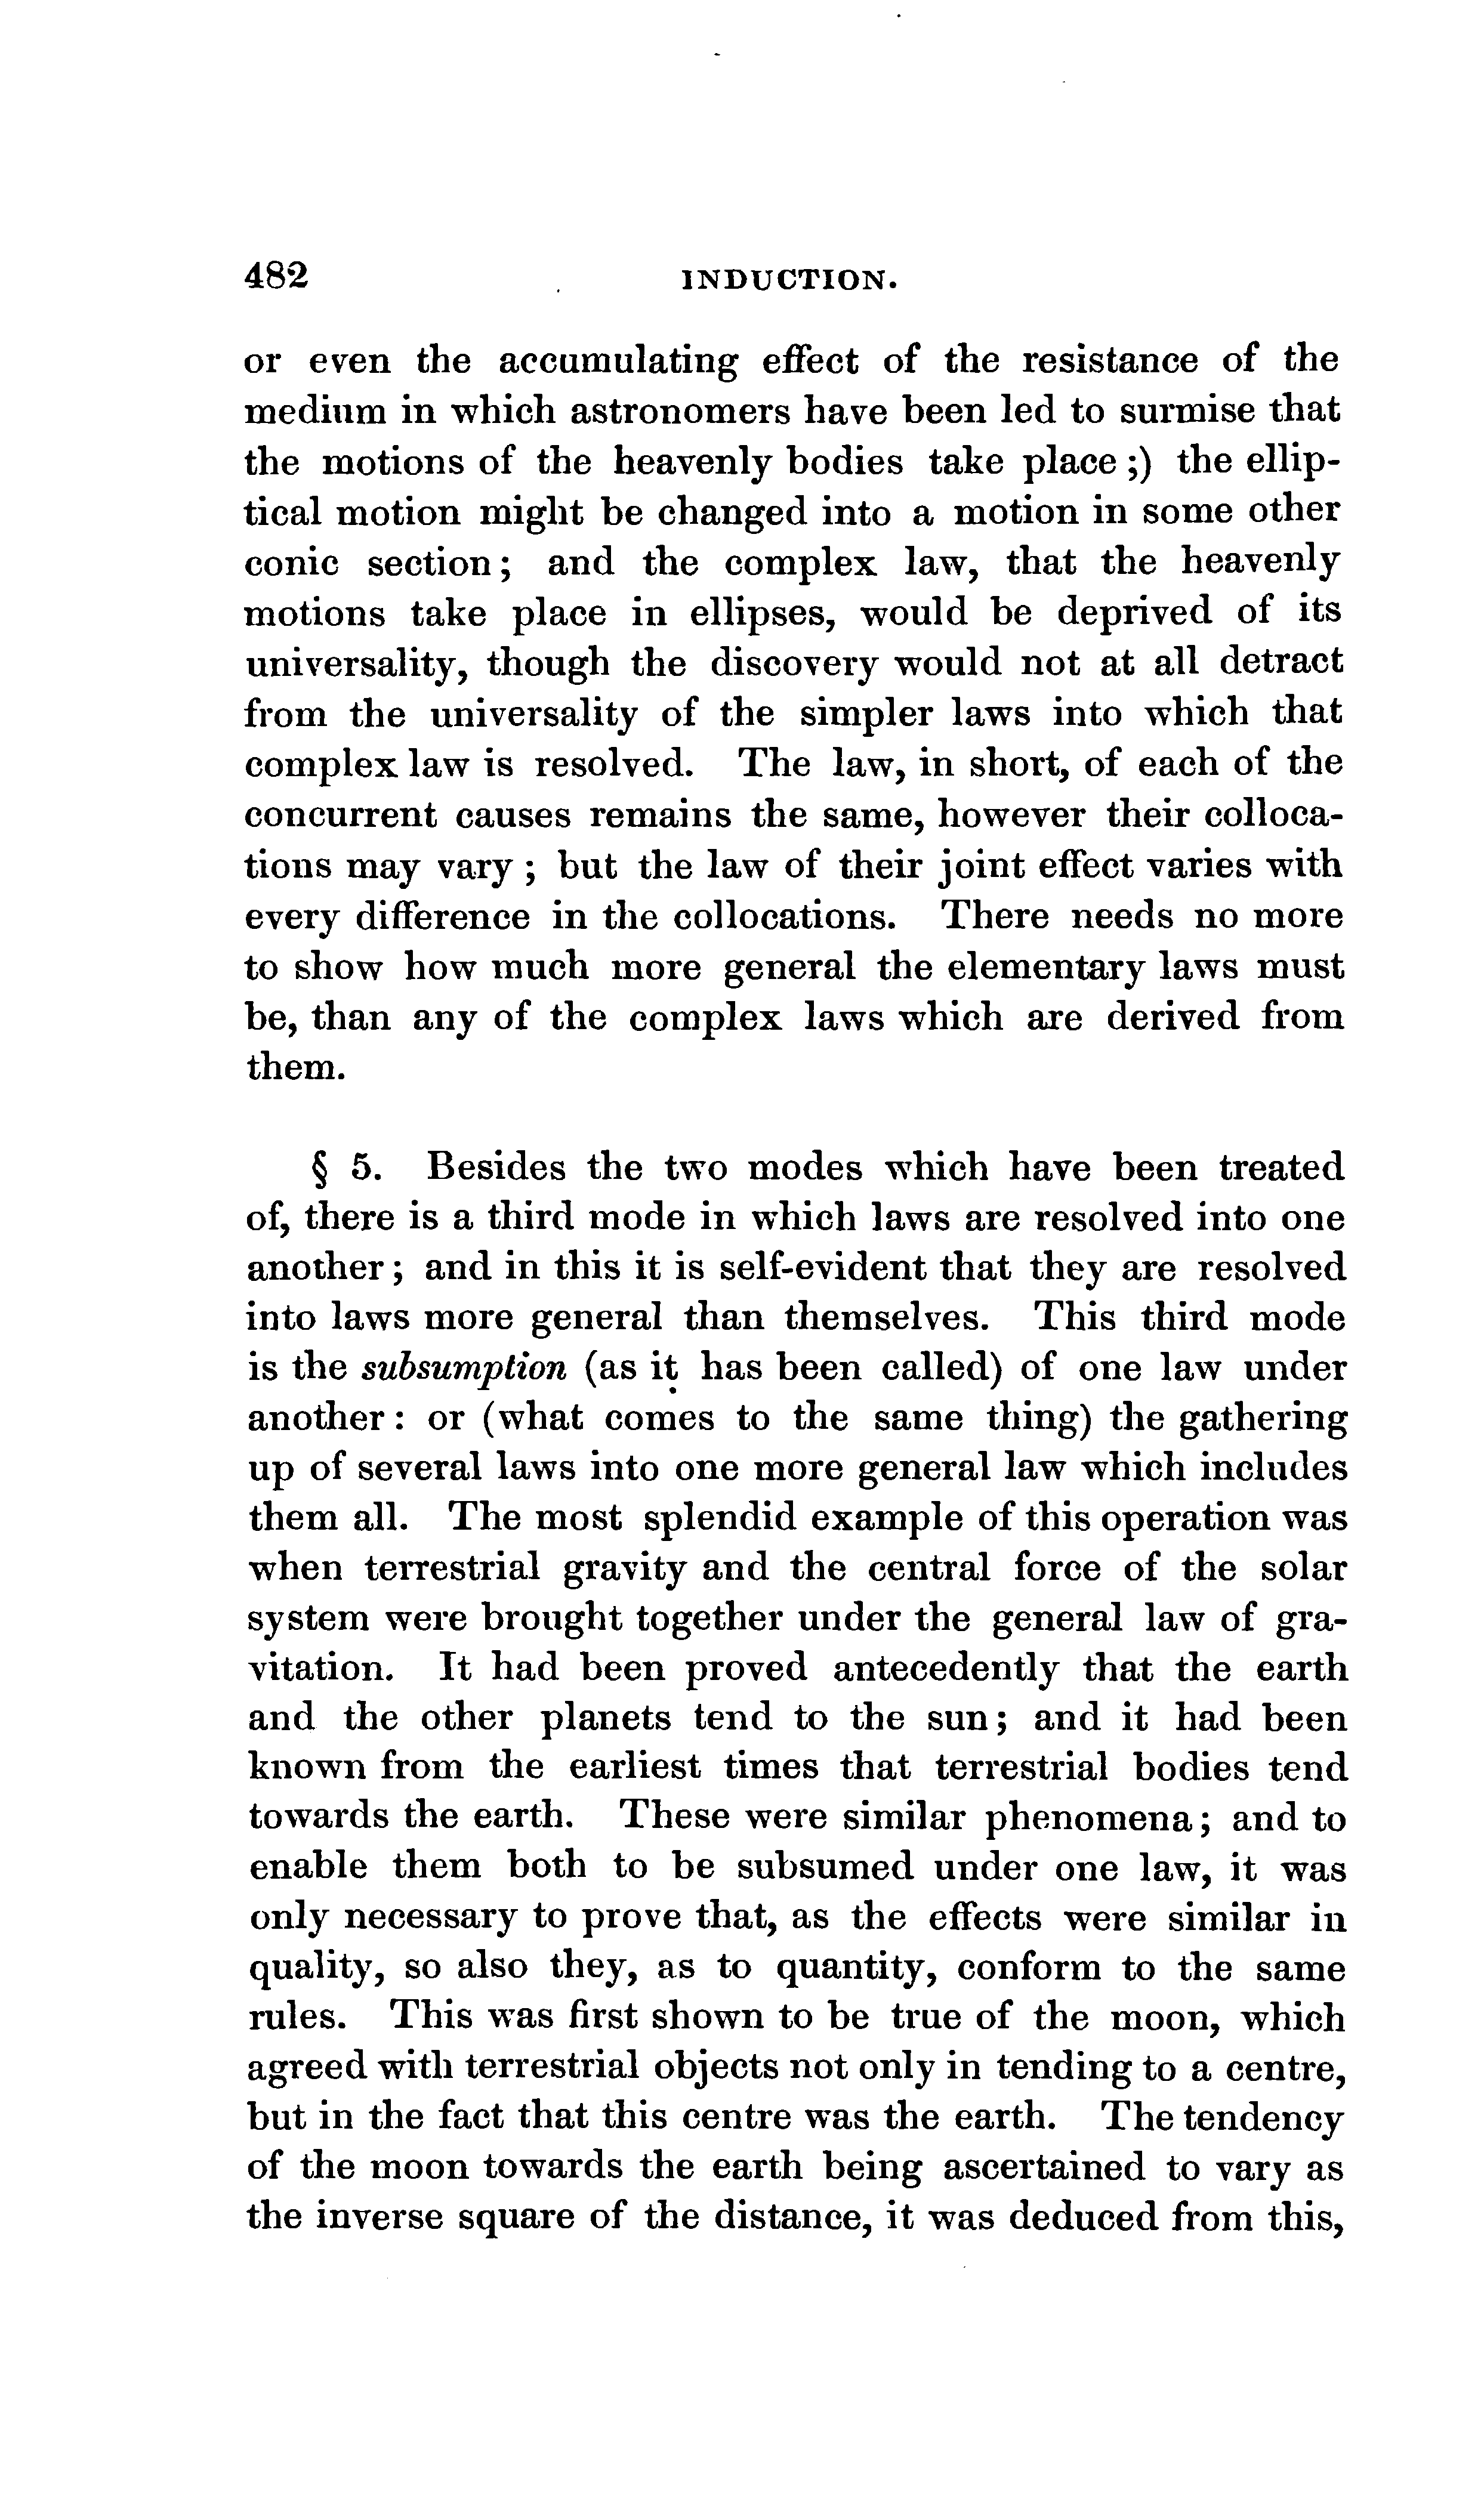 482 INDUCTION.
or even the accumulating effect of the resistance of the
medium in which astronomers have been led to surmise that
the motions of the heavenly bodies take place ;) the ellip-
tical motion might be changed into a motion in some other
conic section; and the complex law, that the heavenly
motions take place in ellipses, would be deprived of its
universality, though the discovery would not at all detract
from the universality of the simpler laws into which that
complex law is resolved. The law, in short, of each of the
concurrent causes remains the same, however their colloca-
tions may vary ; but the law of their joint effect varies with
every difference in the collocations. There needs no more
to show how much more general the elementary laws must
be, than any of the complex laws which are derived from
them.
§ 5. Besides the two modes which have been treated
of, there is a third mode in which laws are resolved into one
another ; and in this it is self-evident that they are resolved
into laws more general than themselves. This third mode
is the subsumption (as it has been called) of one law under
another : or (what comes to the same thing) the gathering
up of several laws into one more general law which includes
them all. The most splendid example of this operation was
when terrestrial gravity and the central force of the solar
system were brought together under the general law of gra-
vitation. It had been proved antecedently that the earth
and the other planets tend to the sun ; and it had been
known from the earliest times that terrestrial bodies tend
towards the earth. These were similar phenomena ; and to
enable them both to be subsumed under one law, it was
only necessary to prove that, as the effects were similar in
quality, so also they, as to quantity, conform to the same
rules. This was first shown to be true of the moon, which
agreed with terrestrial objects not only in tending to a centre,
but in the fact that this centre was the earth. The tendency
of the moon towards the earth being ascertained to vary as
the inverse square of the distance, it was deduced from this,